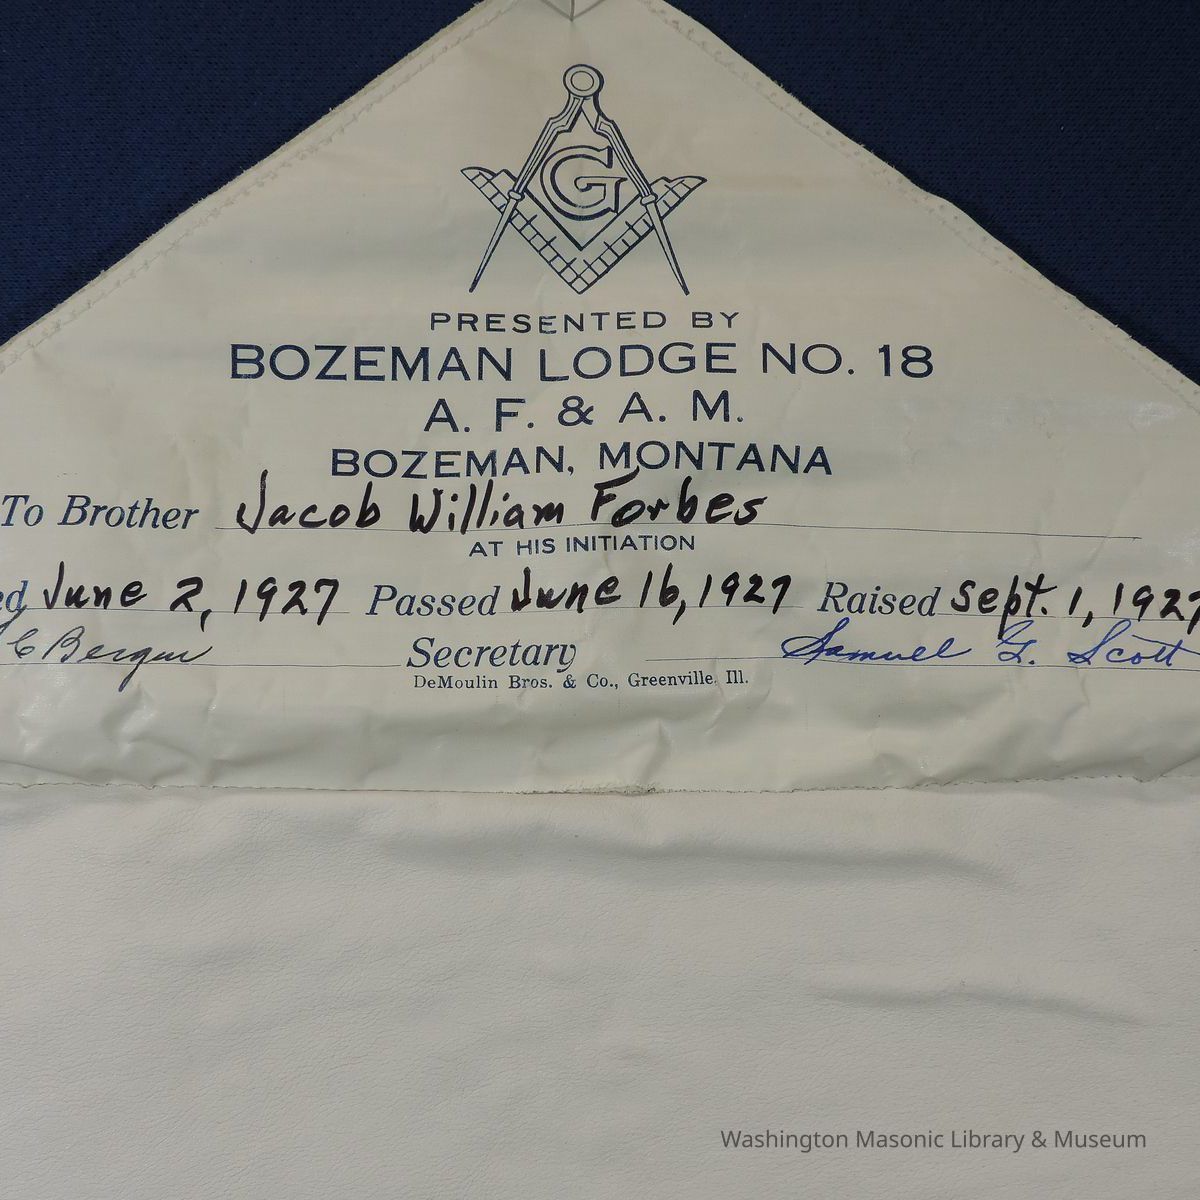 G
PRESENTED BY
BOZEMAN LODGE NO. 18
A. F. & A. M.
BOZEMAN, MONTANA
To Brother Jacob William Forbes
AT HIS INITIATION
ed June 2, 1927 Passed June 16, 1927 Raised Sept. 1, 1927
C Berger Secretary Samuel G. Scott
DeMoulin Bros. & Co., Greenville, Ill.
Washington Masonic Library & Museum